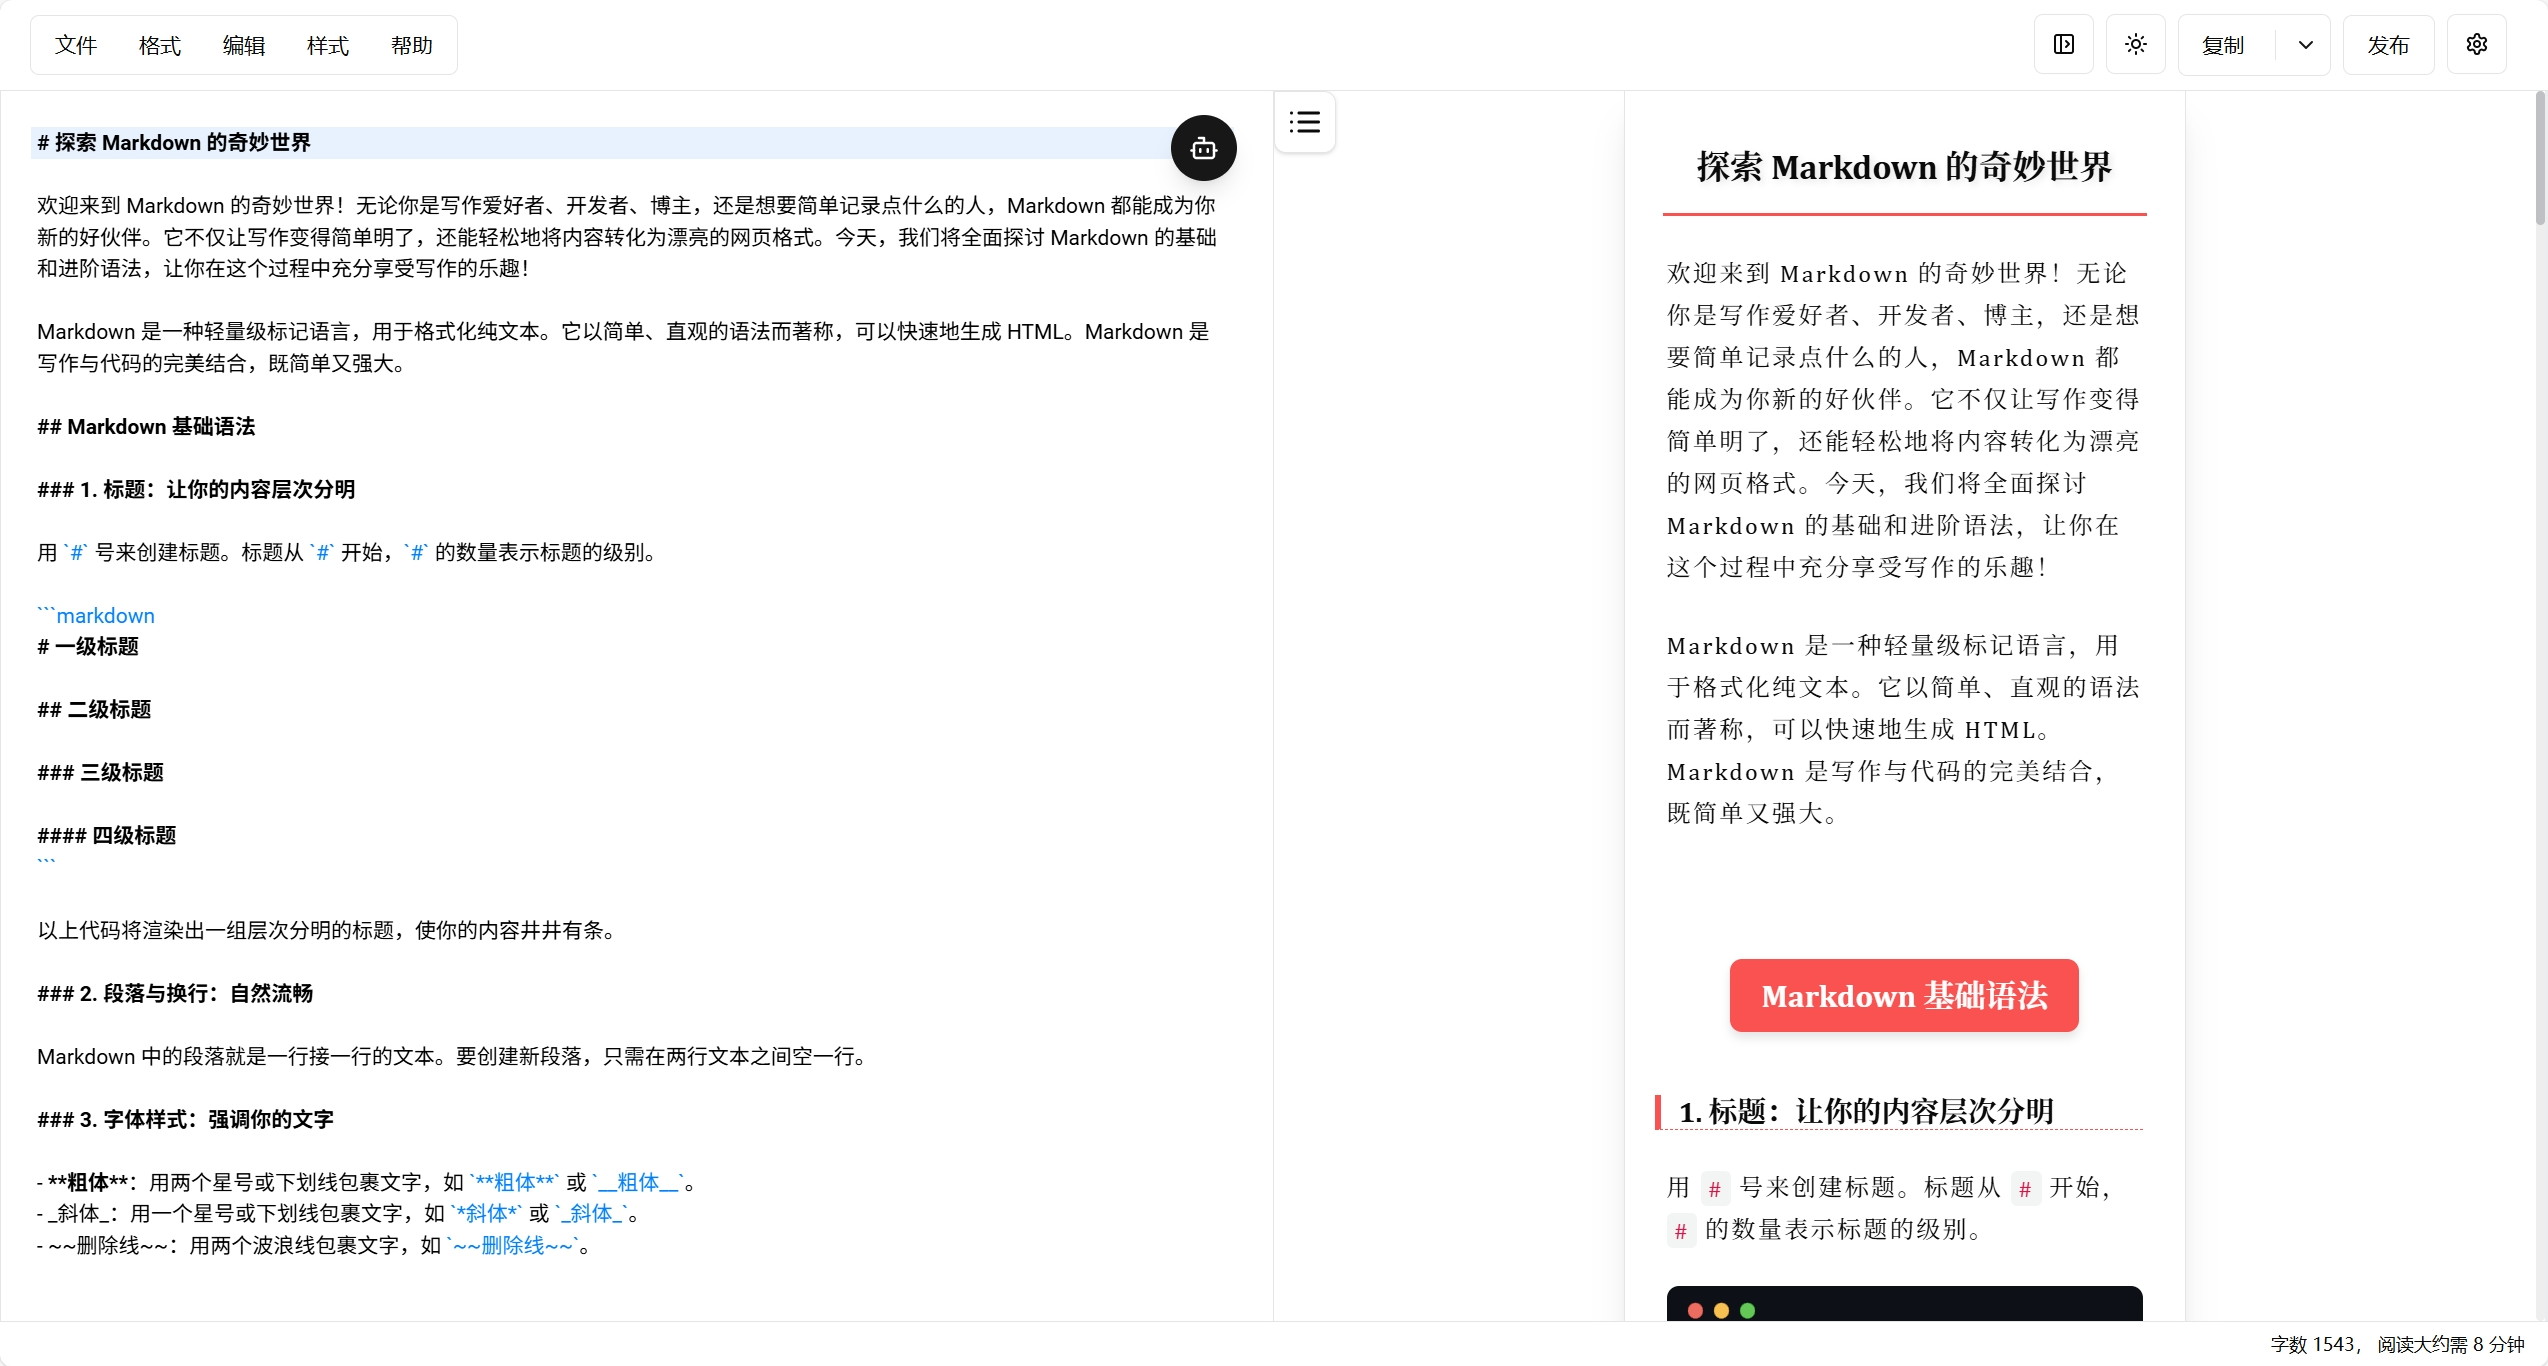 文件 格式 编辑 样式 帮助
复制 发布
# 探索 Markdown 的奇妙世界
欢迎来到 Markdown 的奇妙世界！无论你是写作爱好者、开发者、博主，还是想要简单记录点什么的人，Markdown 都能成为你
新的好伙伴。它不仅让写作变得简单明了，还能轻松地将内容转化为漂亮的网页格式。今天，我们将全面探讨 Markdown 的基础
和进阶语法，让你在这个过程中充分享受写作的乐趣！
Markdown 是一种轻量级标记语言，用于格式化纯文本。它以简单、直观的语法而著称，可以快速地生成 HTML。Markdown 是
写作与代码的完美结合，既简单又强大。
## Markdown 基础语法
### 1. 标题：让你的内容层次分明
用 `#` 号来创建标题。标题从 `#` 开始，`#` 的数量表示标题的级别。
```markdown
# 一级标题
## 二级标题
### 三级标题
#### 四级标题
```
以上代码将渲染出一组层次分明的标题，使你的内容井井有条。
### 2. 段落与换行：自然流畅
Markdown 中的段落就是一行接一行的文本。要创建新段落，只需在两行文本之间空一行。
### 3. 字体样式：强调你的文字
- **粗体**：用两个星号或下划线包裹文字，如 `**粗体**` 或 `__粗体__`。
- _斜体_：用一个星号或下划线包裹文字，如 `*斜体*` 或 `_斜体_`。
- ~~删除线~~：用两个波浪线包裹文字，如 `~~删除线~~`。
探索 Markdown 的奇妙世界
欢迎来到 Markdown 的奇妙世界！无论
你是写作爱好者、开发者、博主，还是想
要简单记录点什么的人，Markdown 都
能成为你新的好伙伴。它不仅让写作变得
简单明了，还能轻松地将内容转化为漂亮
的网页格式。今天，我们将全面探讨
Markdown 的基础和进阶语法，让你在
这个过程中充分享受写作的乐趣！
Markdown 是一种轻量级标记语言，用
于格式化纯文本。它以简单、直观的语法
而著称，可以快速地生成 HTML。
Markdown 是写作与代码的完美结合，
既简单又强大。
Markdown 基础语法
1. 标题：让你的内容层次分明
用 # 号来创建标题。标题从 # 开始，
# 的数量表示标题的级别。
字数 1543， 阅读大约需 8 分钟